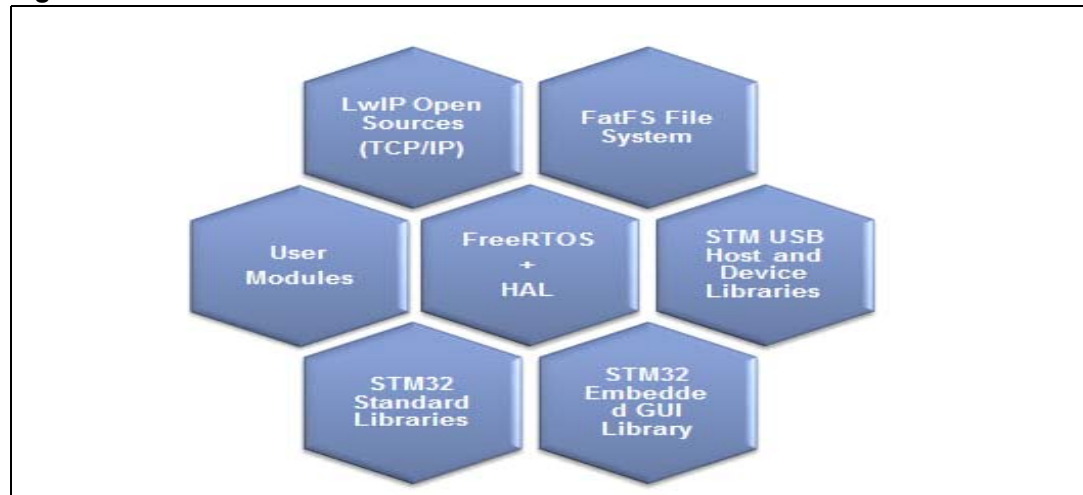 LwIP Open
Sources
(TCP/IP)
FatFS File
System
User
Modules
FreeRTOS
+
HAL
STM USB
Host and
Device
Libraries
STM32
Standard
Libraries
STM32
Embedde
d GUI
Library